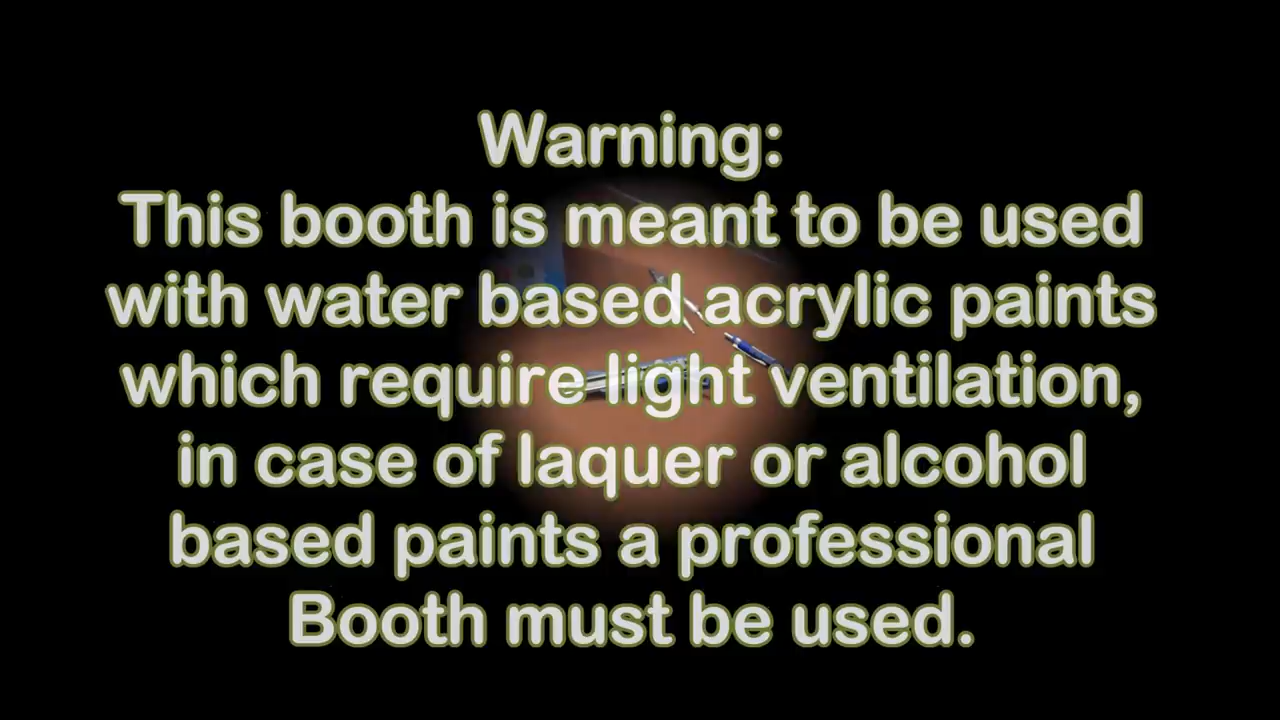 Warning:
This booth is meant to be used
with water based acrylic paints
which require light ventilation,
in case of laquer or alcohol
based paints a professional
Booth must be used.